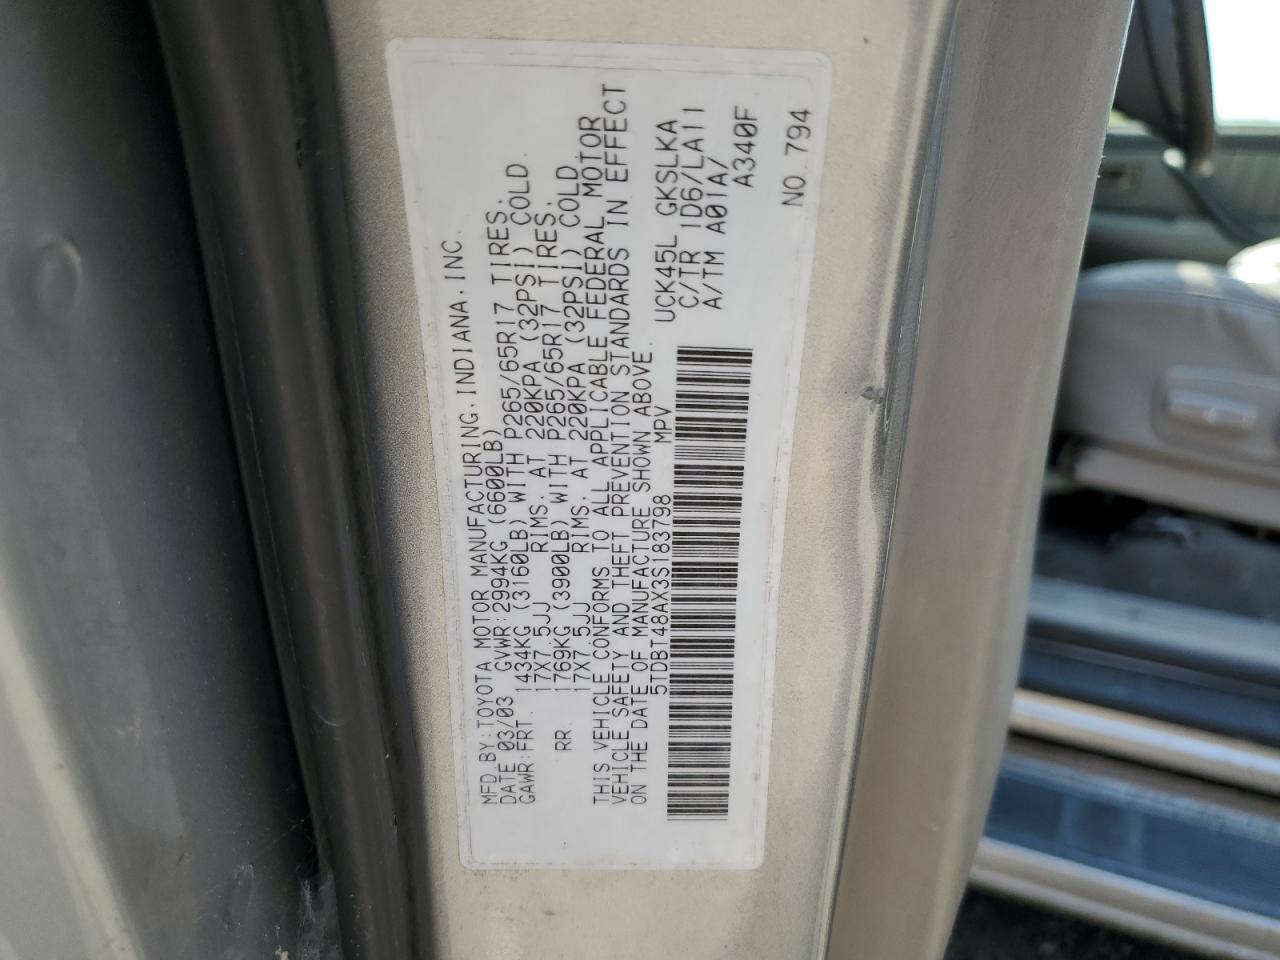 MFD.BY:TOYOTA MOTOR MANUFACTURING.INDIANA.INC.
DATE 03/03 GVWR:2994KG (6600LB)
GAWR:FRT. 1434KG (3160LB) WITH P265/65R17 TIRES.
17X7.5JJ RIMS. AT 220KPA (32PSI) COLD.
RR. 1769KG (3900LB) WITH P265/65R17 TIRES.
17X7.5JJ RIMS. AT 220KPA (32PSI) COLD
THIS VEHICLE CONFORMS TO ALL APPLICABLE FEDERAL MOTOR
VEHICLE SAFETY AND THEFT PREVENTION STANDARDS IN EFFECT
ON THE DATE OF MANUFACTURE SHOWN ABOVE.
5TDBT48AX3S183798 MPV
UCK45L GKSLKA
C/TR 1D6/LA11
A/TM A01A/
A340F
NO.794